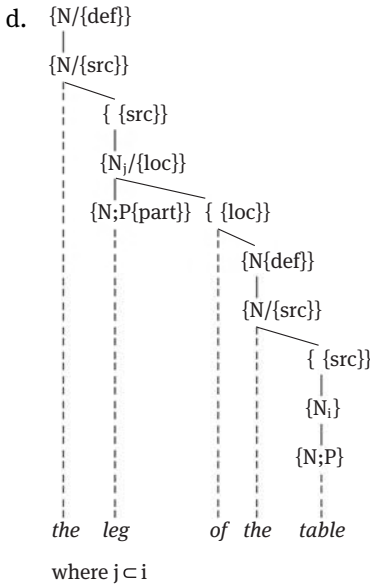 d. {N/{def}}
{N/{src}}
{ {src}}
{Nⱼ/{loc}}
{N;P{part}} { {loc}}
{N{def}}
{N/{src}}
{ {src}}
{Nᵢ}
{N;P}
the leg of the table
where j ⊂ i